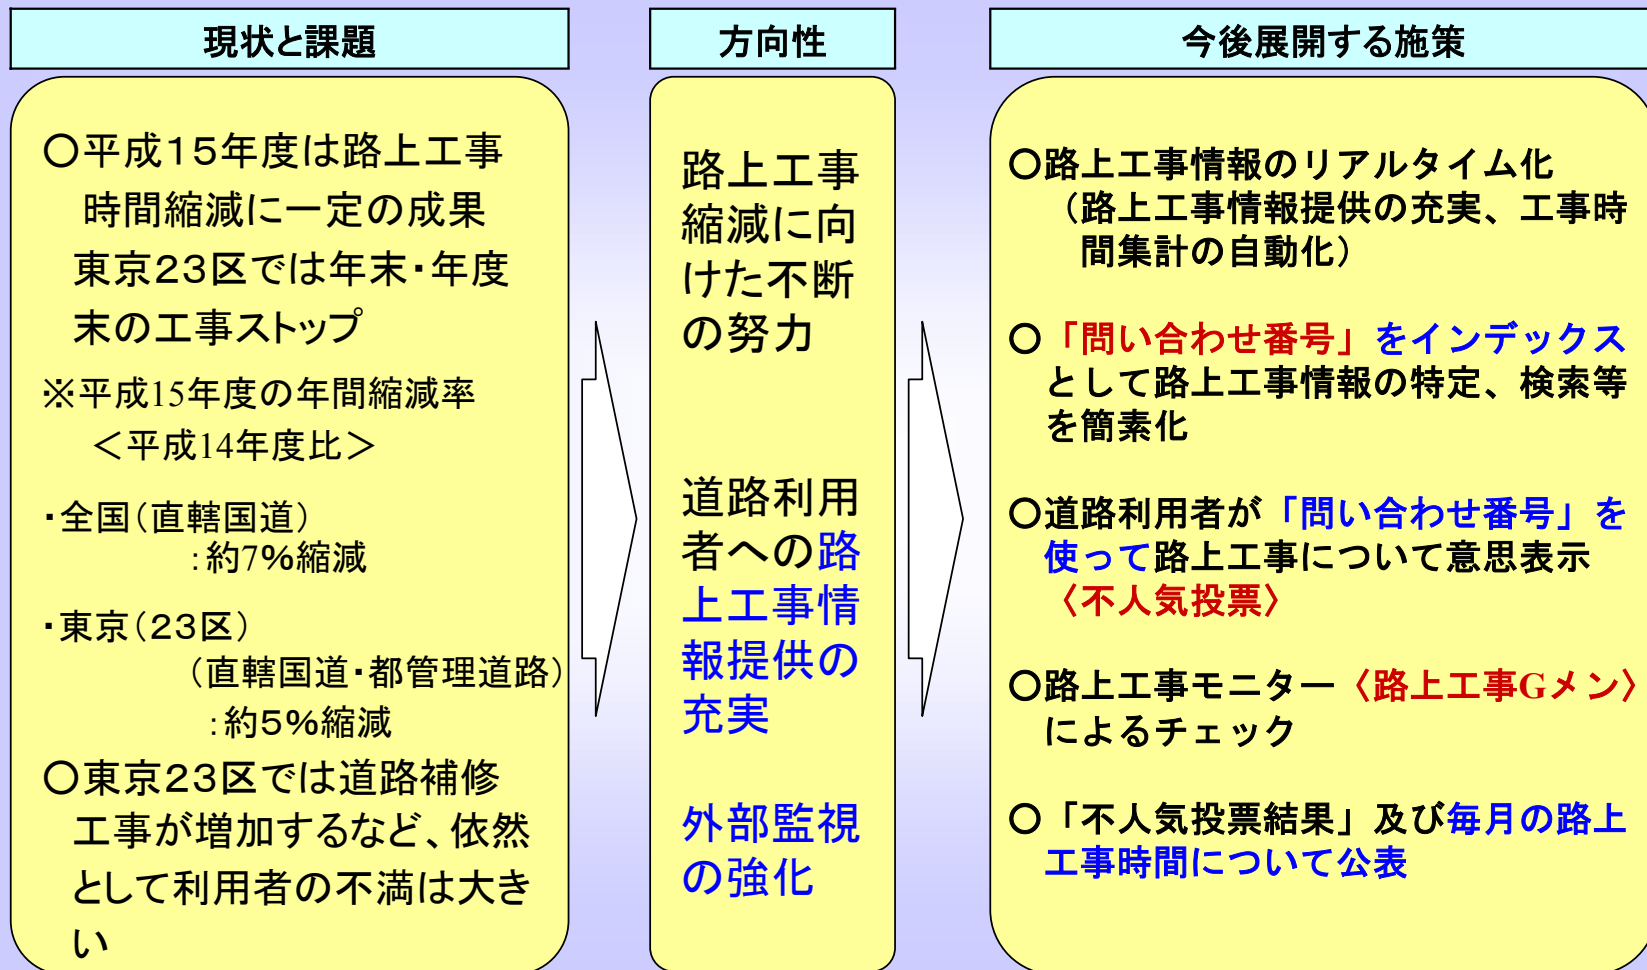 現状と課題
○平成15年度は路上工事
時間縮減に一定の成果
東京23区では年末・年度
末の工事ストップ
※平成15年度の年間縮減率
＜平成14年度比＞
・全国（直轄国道）
：約7%縮減
・東京（23区）
（直轄国道・都管理道路）
：約5%縮減
○東京23区では道路補修
工事が増加するなど、依然
として利用者の不満は大き
い
方向性
路上工事
縮減に向
けた不断
の努力
道路利用
者への路
上工事情
報提供の
充実
外部監視
の強化
今後展開する施策
○路上工事情報のリアルタイム化
（路上工事情報提供の充実、工事時
間集計の自動化）
○「問い合わせ番号」をインデックス
として路上工事情報の特定、検索等
を簡素化
○道路利用者が「問い合わせ番号」を
使って路上工事について意思表示
〈不人気投票〉
○路上工事モニター〈路上工事Gメン〉
によるチェック
○「不人気投票結果」及び毎月の路上
工事時間について公表